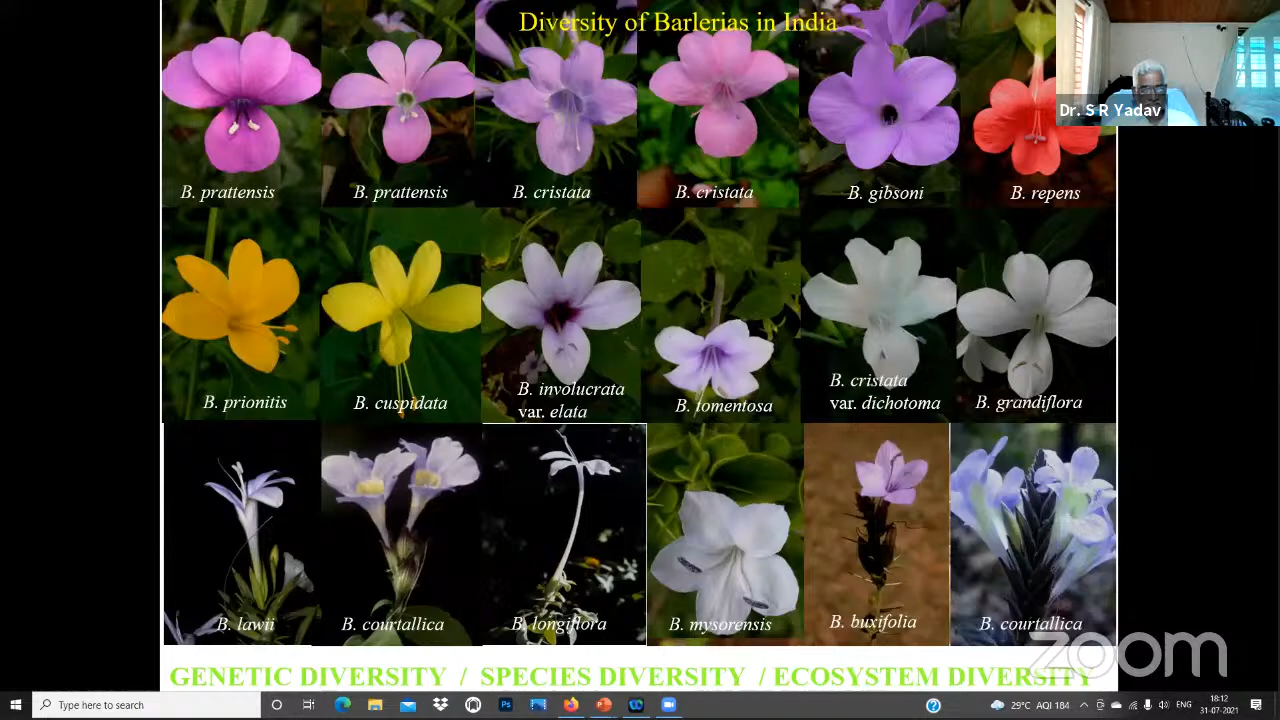 Diversity of Barlerias in India
Dr. S R Yadav
B. prattensis
B. prattensis
B. cristata
B. cristata
B. gibsoni
B. repens
B. prionitis
B. cuspidata
B. involucrata
var. elata
B. tomentosa
B. cristata
var. dichotoma
B. grandiflora
B. lawii
B. courtallica
B. longiflora
B. mysorensis
B. buxifolia
B. courtallica
zoom
GENETIC DIVERSITY / SPECIES DIVERSITY / ECOSYSTEM DIVERSITY
Type here to search
29°C AQI 184
ENG
18:12
31-07-2021